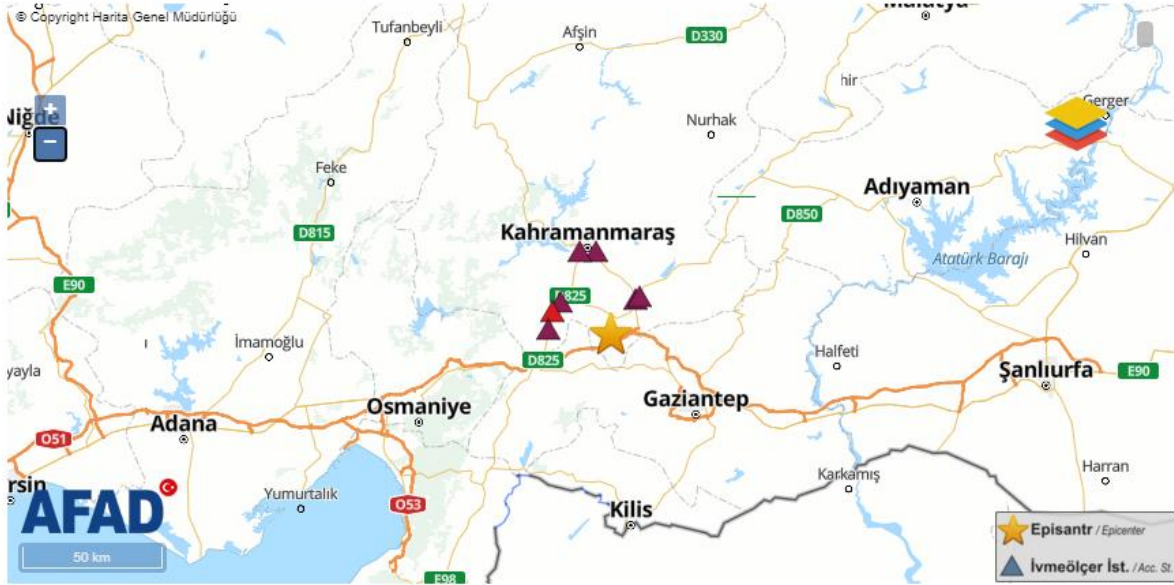 © Copyright Harita Genel Müdürlüğü
Malatya
Tufanbeyli
Afşin
D330
hir
Gerger
+
Niğde
−
Nurhak
Feke
Adıyaman
D850
Kahramanmaraş
D815
Hilvan
Atatürk Barajı
E90
D825
İmamoğlu
yayla
D825
Halfeti
Şanlıurfa
E90
Gaziantep
Osmaniye
Adana
O51
Karkamış
Harran
rsin
Yumurtalık
O53
AFAD
Kilis
50 km
E98
Episantr / Epicenter
İvmeölçer İst. / Acc. St